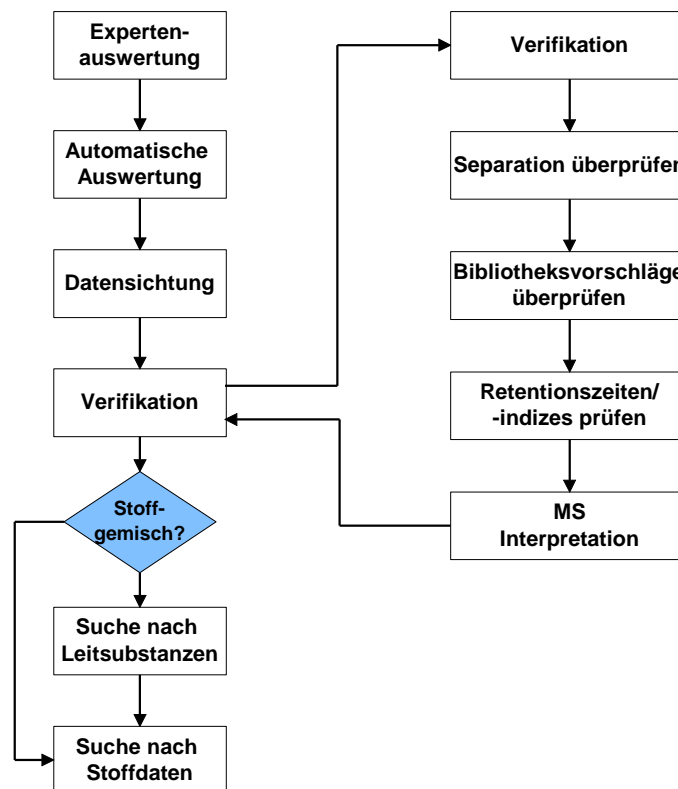 Experten-
auswertung
Automatische
Auswertung
Datensichtung
Verifikation
Stoff-
gemisch?
Suche nach
Leitsubstanzen
Suche nach
Stoffdaten
Verifikation
Separation überprüfen
Bibliotheksvorschläge
überprüfen
Retentionszeiten/
-indizes prüfen
MS
Interpretation